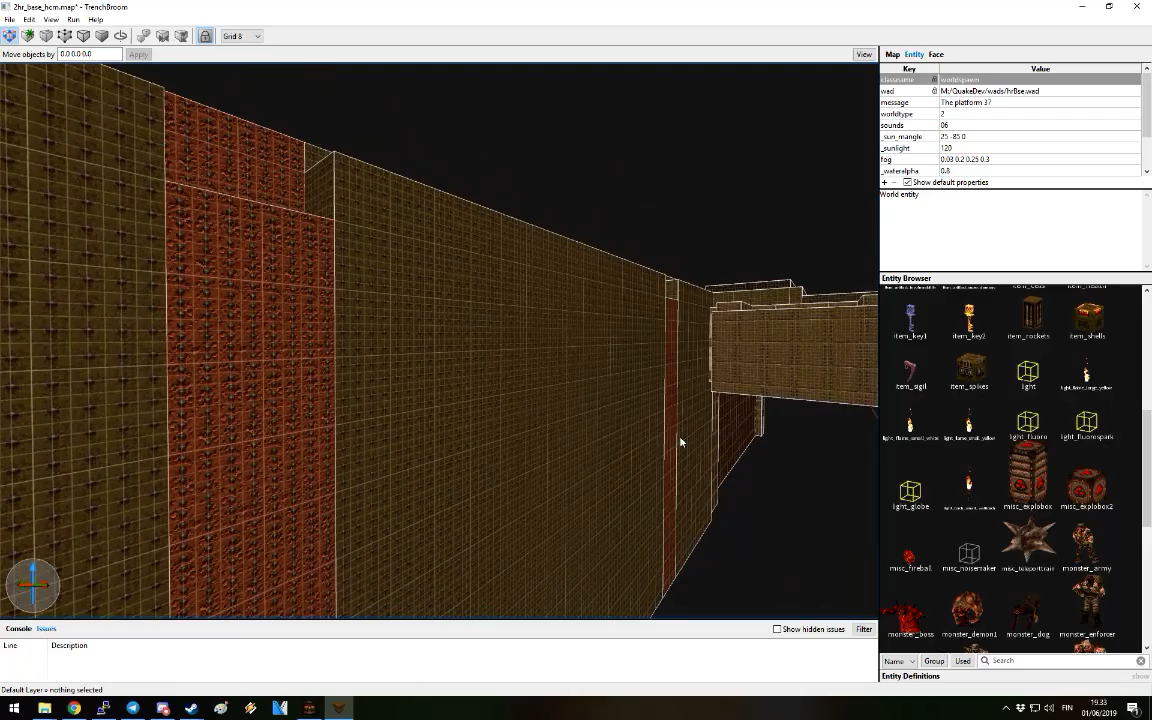 2hr_base_hcm.map* - TrenchBroom
File Edit View Run Help
Grid 8
Move objects by 0.0 0.0 0.0 Apply View
Map Entity Face
Key Value
classname worldspawn
wad M:/QuakeDev/wads/hrBse.wad
message The platform 37
worldtype 2
sounds 06
_sun_mangle 25 -85 0
_sunlight 120
fog 0.03 0.2 0.25 0.3
_wateralpha 0.8
+ - Show default properties
World entity
Entity Browser
item_key1 item_key2 item_rockets item_shells
item_sigil item_spikes light light_flame_large_yellow
light_flame_small_white light_flame_small_yellow light_fluoro light_fluorospark
light_globe misc_explobox misc_explobox2
misc_fireball misc_noisemaker misc_teleporttrain monster_army
monster_boss monster_demon1 monster_dog monster_enforcer
Console Issues Show hidden issues Filter
Line Description
Name Group Used Search
Entity Definitions show
Default Layer » nothing selected
FIN
19.33
01/06/2019
1